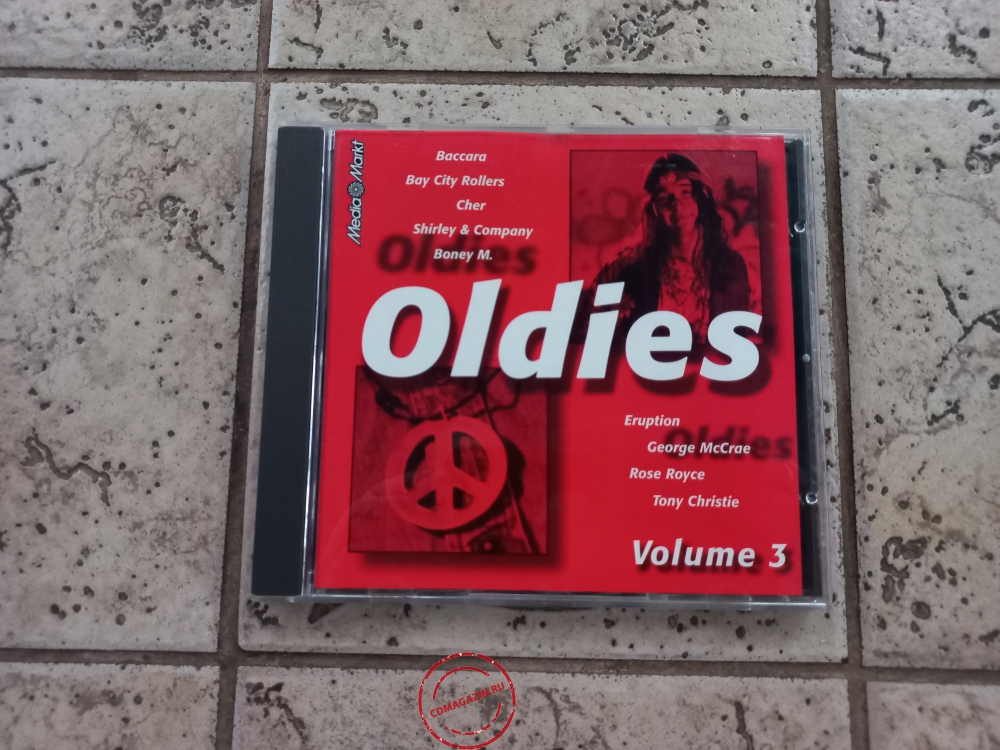 Media Markt
Baccara
Bay City Rollers
Cher
Shirley & Company
Boney M.
Oldies
Oldies
Eruption
George McCrae
Oldies
Rose Royce
Tony Christie
Volume 3
CDMAGAZIN.RU